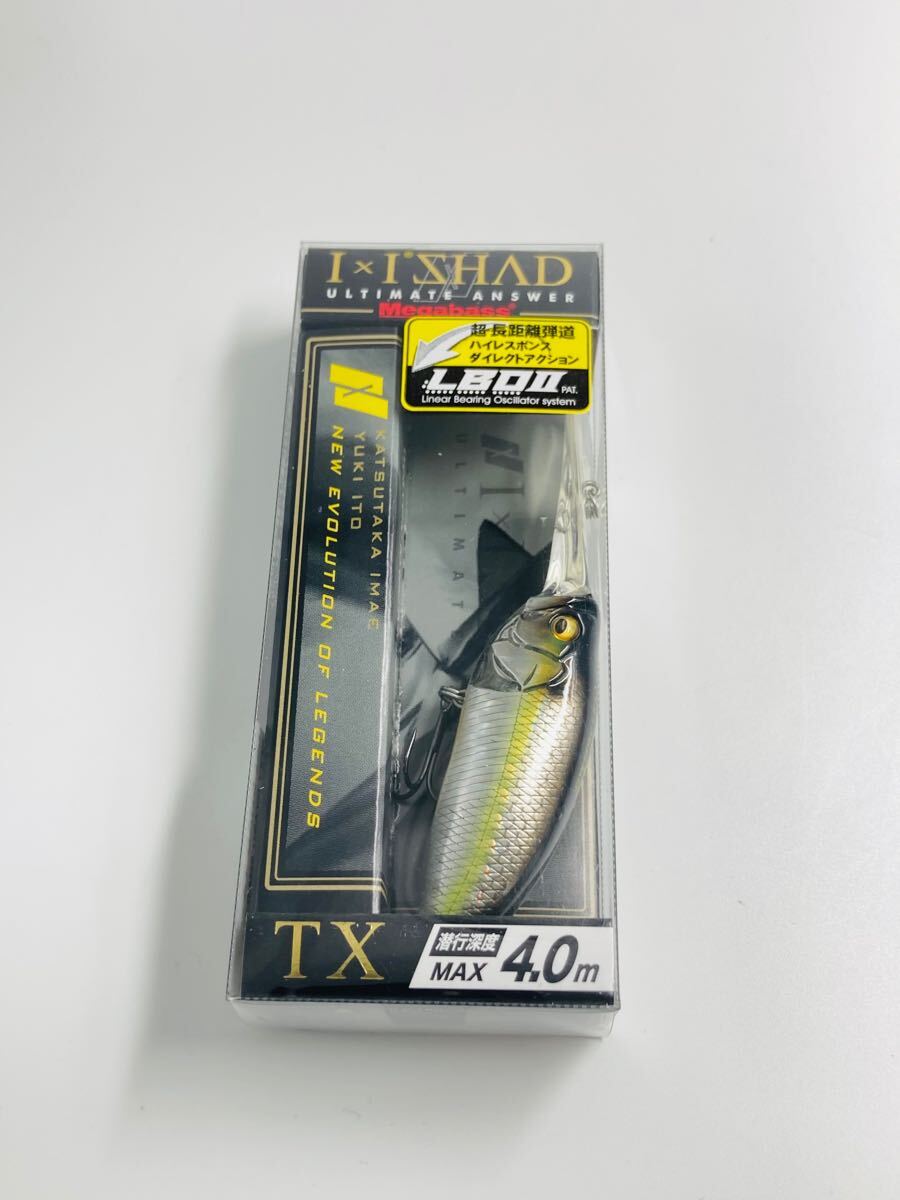 I×I SHAD
ULTIMATE ANSWER
Megabass®
超長距離弾道
ハイレスポンス
ダイレクトアクション
LBOII PAT.
Linear Bearing Oscillator system
KATSUTAKA IMAE
YUKI ITO
NEW EVOLUTION OF LEGENDS
I×
ULTIMAT
TX
潜行深度
MAX 4.0m